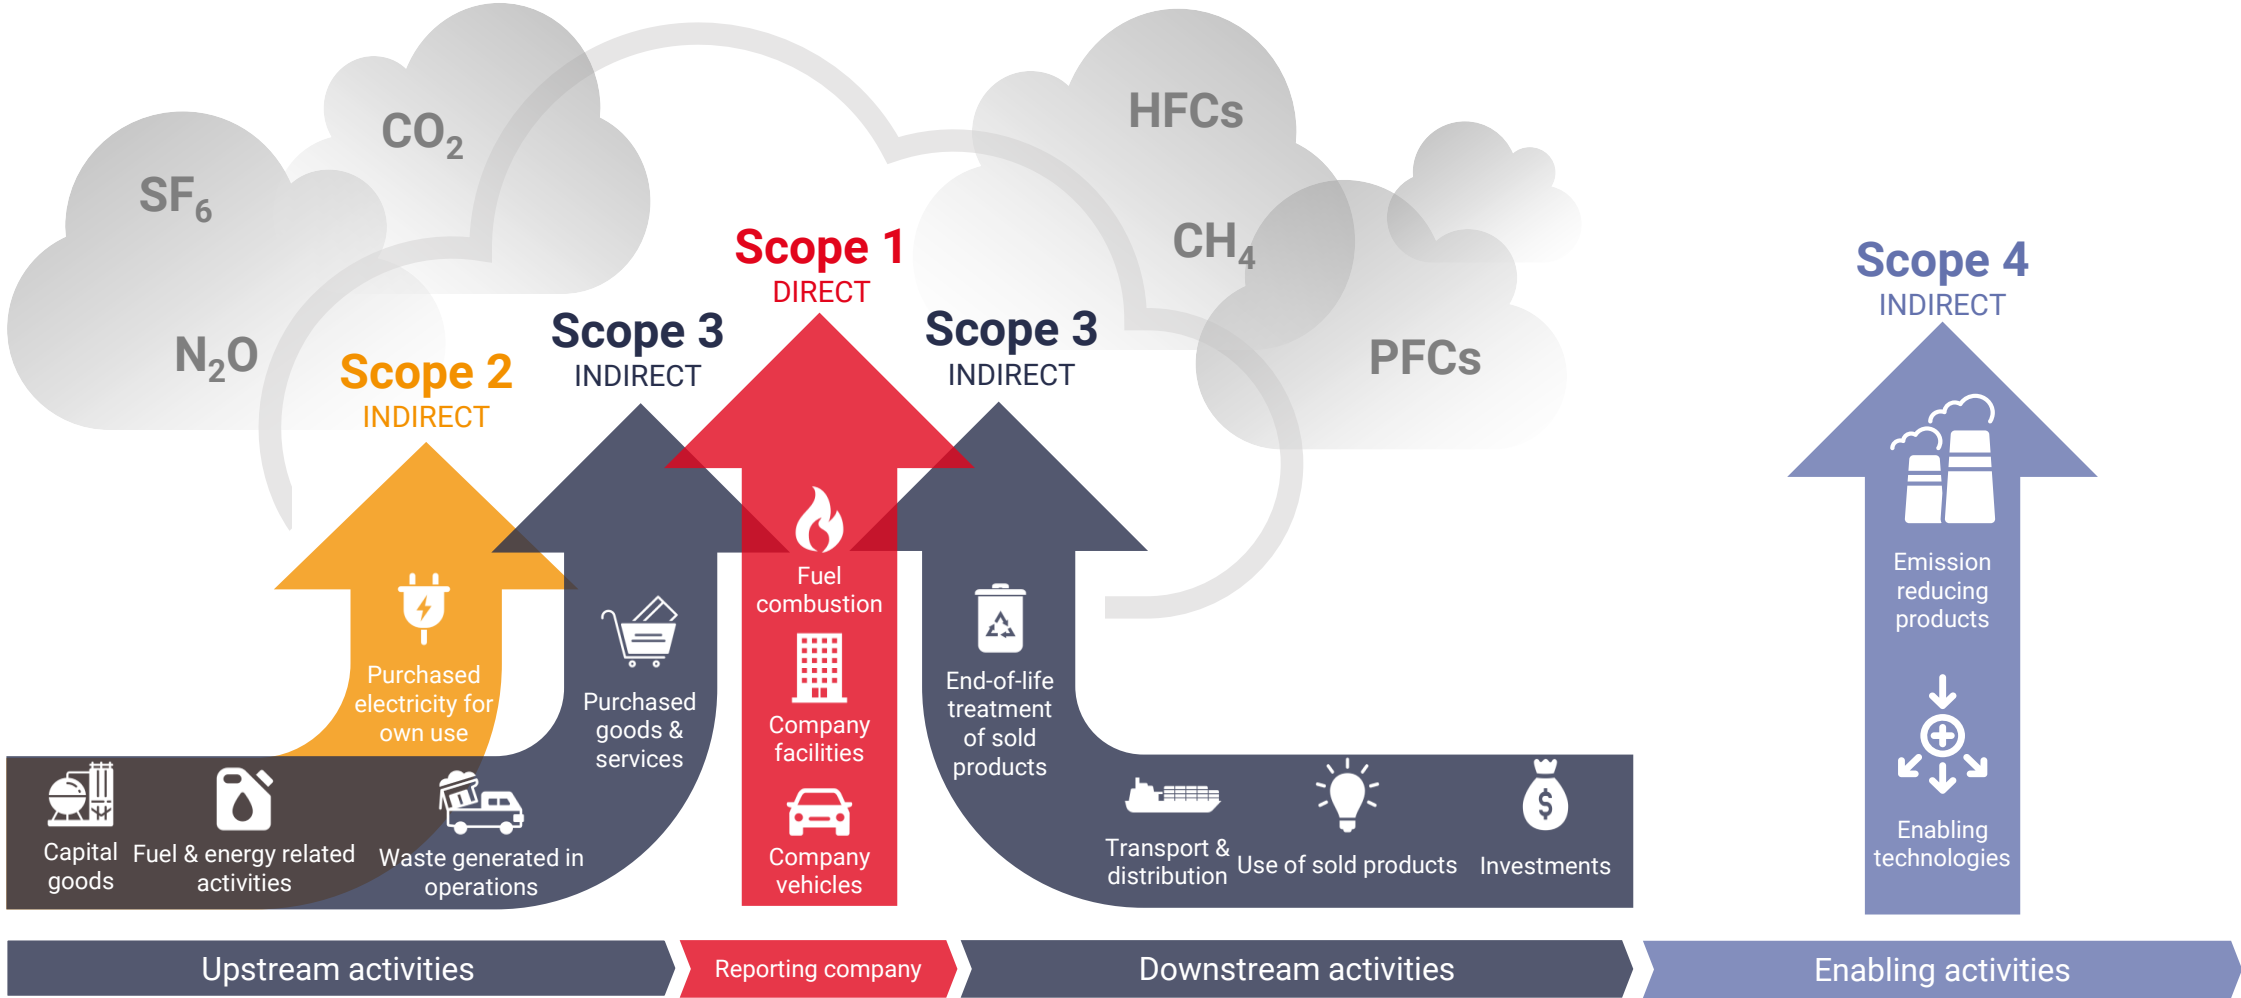 SF₆
CO₂
N₂O
HFCs
CH₄
PFCs
Scope 2
INDIRECT
Scope 3
INDIRECT
Scope 1
DIRECT
Scope 3
INDIRECT
Scope 4
INDIRECT
Purchased
electricity for
own use
Purchased
goods &
services
Fuel
combustion
Company
facilities
Company
vehicles
End-of-life
treatment
of sold
products
Emission
reducing
products
Enabling
technologies
Capital
goods
Fuel & energy related
activities
Waste generated in
operations
Transport &
distribution
Use of sold products
$
Investments
Upstream activities
Reporting company
Downstream activities
Enabling activities